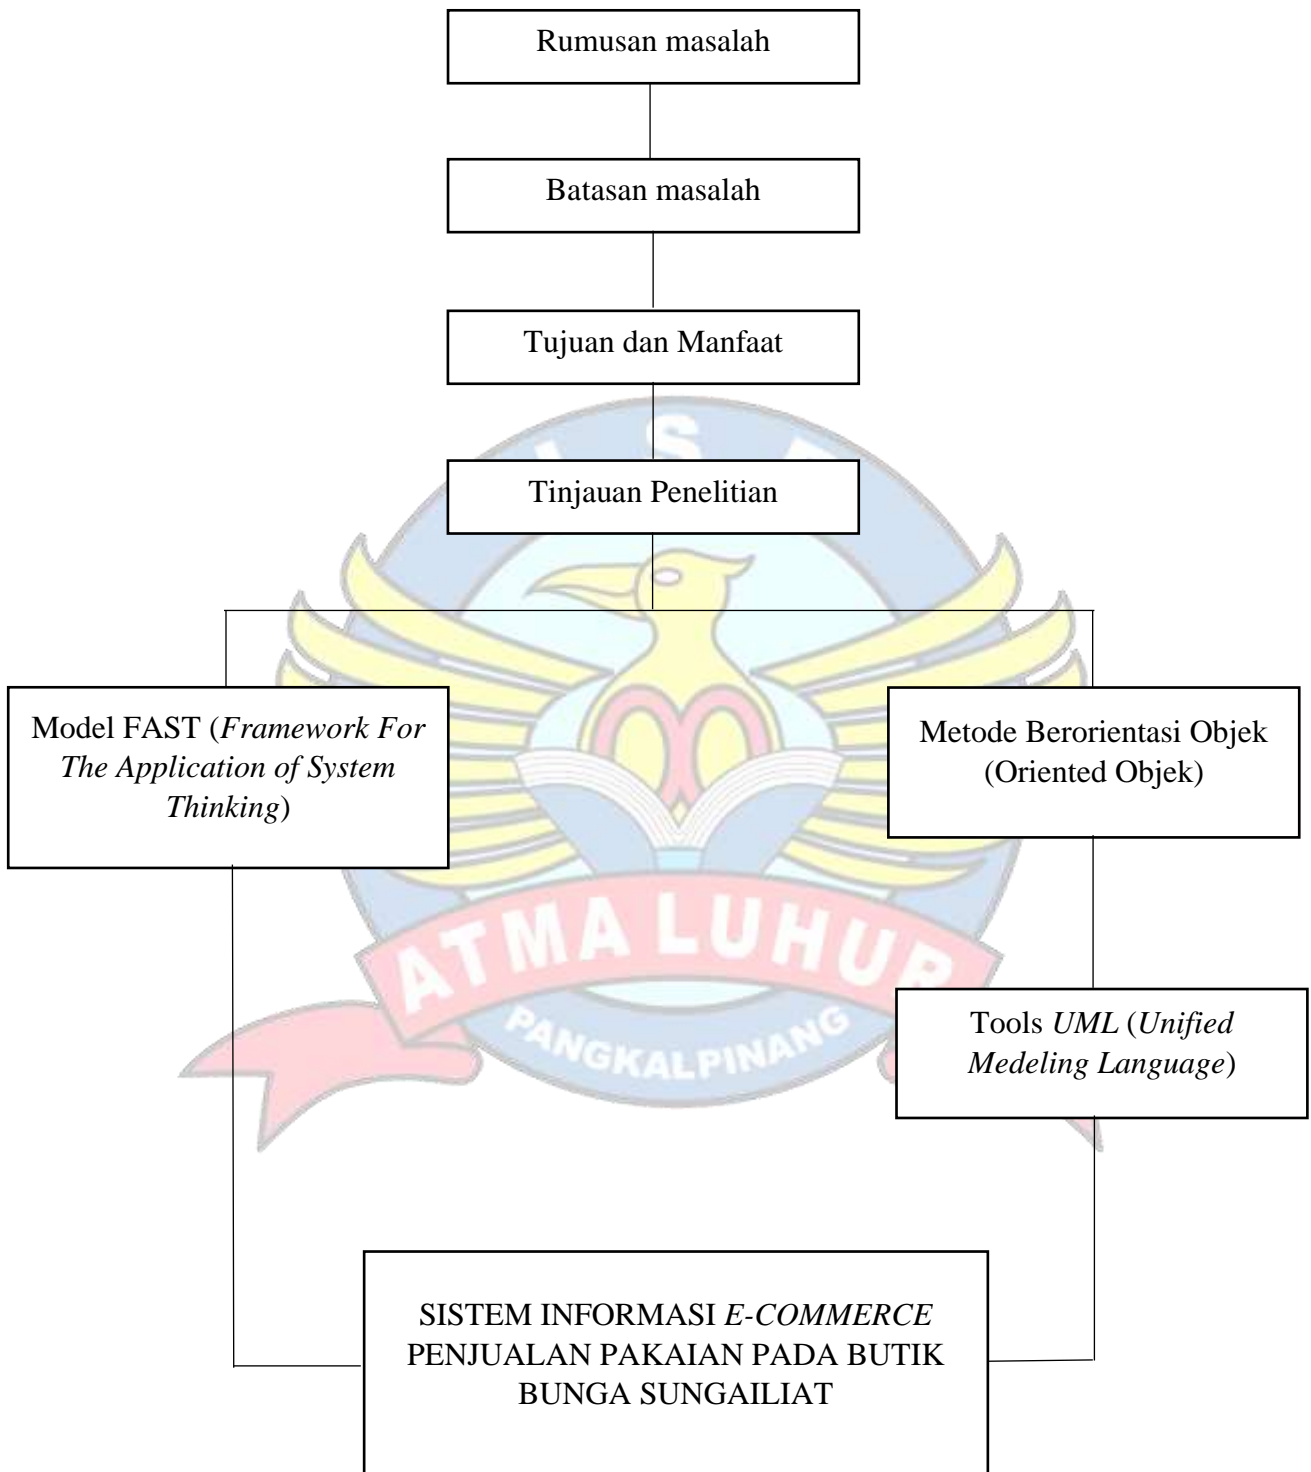 Rumusan masalah
Batasan masalah
Tujuan dan Manfaat
Tinjauan Penelitian
Model FAST (Framework For
The Application of System
Thinking)
Metode Berorientasi Objek
(Oriented Objek)
ATMA LUHUR
PANGKALPINANG
Tools UML (Unified
Medeling Language)
SISTEM INFORMASI E-COMMERCE
PENJUALAN PAKAIAN PADA BUTIK
BUNGA SUNGAILIAT